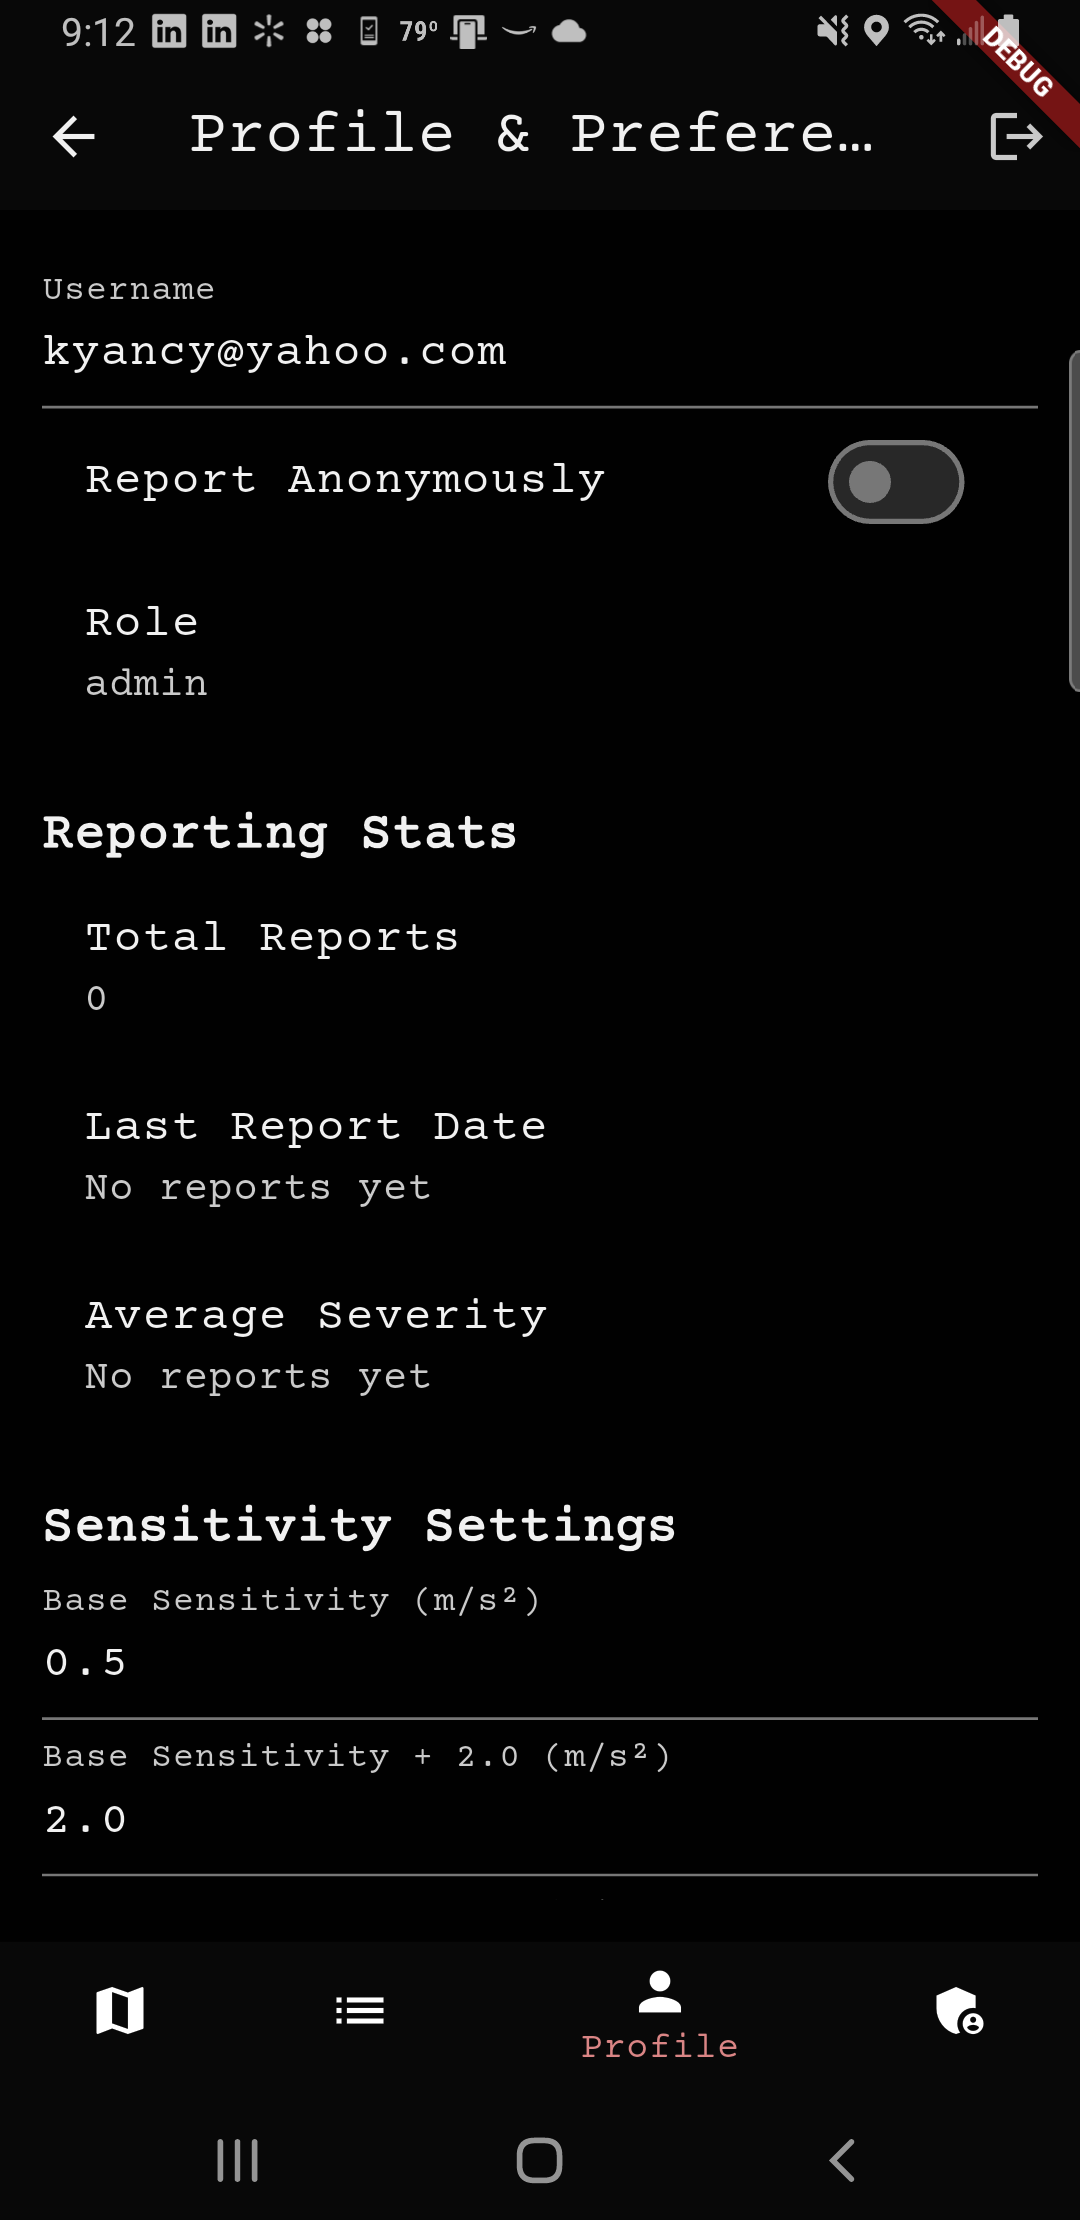 9:12 in in 79° DEBUG
Profile & Prefere...
Username
kyancy@yahoo.com
Report Anonymously
Role
admin
Reporting Stats
Total Reports
0
Last Report Date
No reports yet
Average Severity
No reports yet
Sensitivity Settings
Base Sensitivity (m/s²)
0.5
Base Sensitivity + 2.0 (m/s²)
2.0
Profile